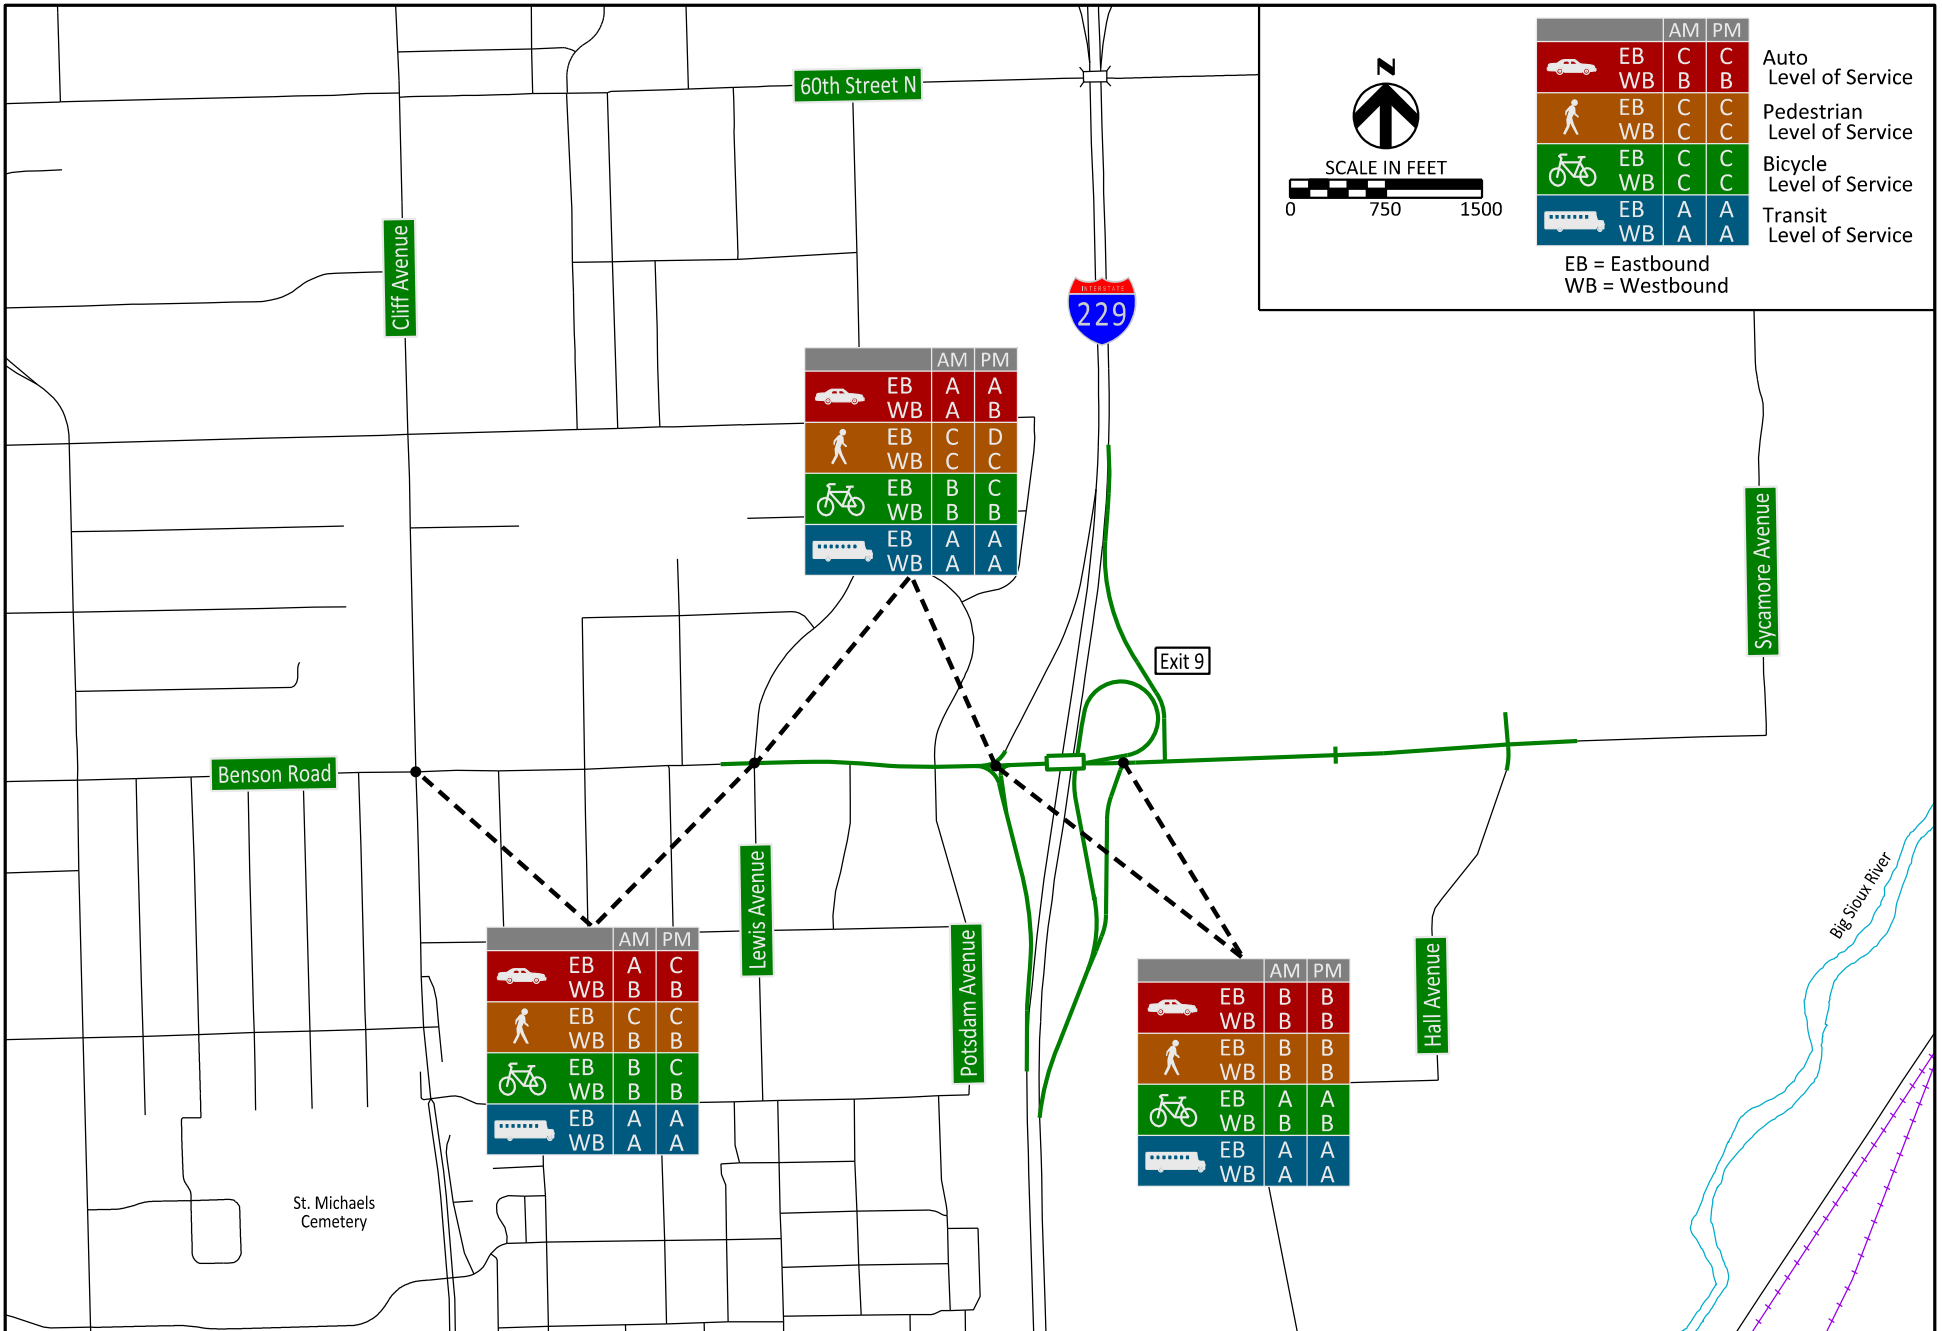 60th Street N
N
SCALE IN FEET
0 750 1500
AM PM
EB C C
WB B B
Auto
Level of Service
EB C C
WB C C
Pedestrian
Level of Service
EB C C
WB C C
Bicycle
Level of Service
EB A A
WB A A
Transit
Level of Service
EB = Eastbound
WB = Westbound
Cliff Avenue
INTERSTATE
229
AM PM
EB A A
WB A B
EB C D
WB C C
EB B C
WB B B
EB A A
WB A A
Sycamore Avenue
Exit 9
Benson Road
Lewis Avenue
Potsdam Avenue
Hall Avenue
Big Sioux River
AM PM
EB A C
WB B B
EB C C
WB B B
EB B C
WB B B
EB A A
WB A A
AM PM
EB B B
WB B B
EB B B
WB B B
EB A A
WB B B
EB A A
WB A A
St. Michaels
Cemetery